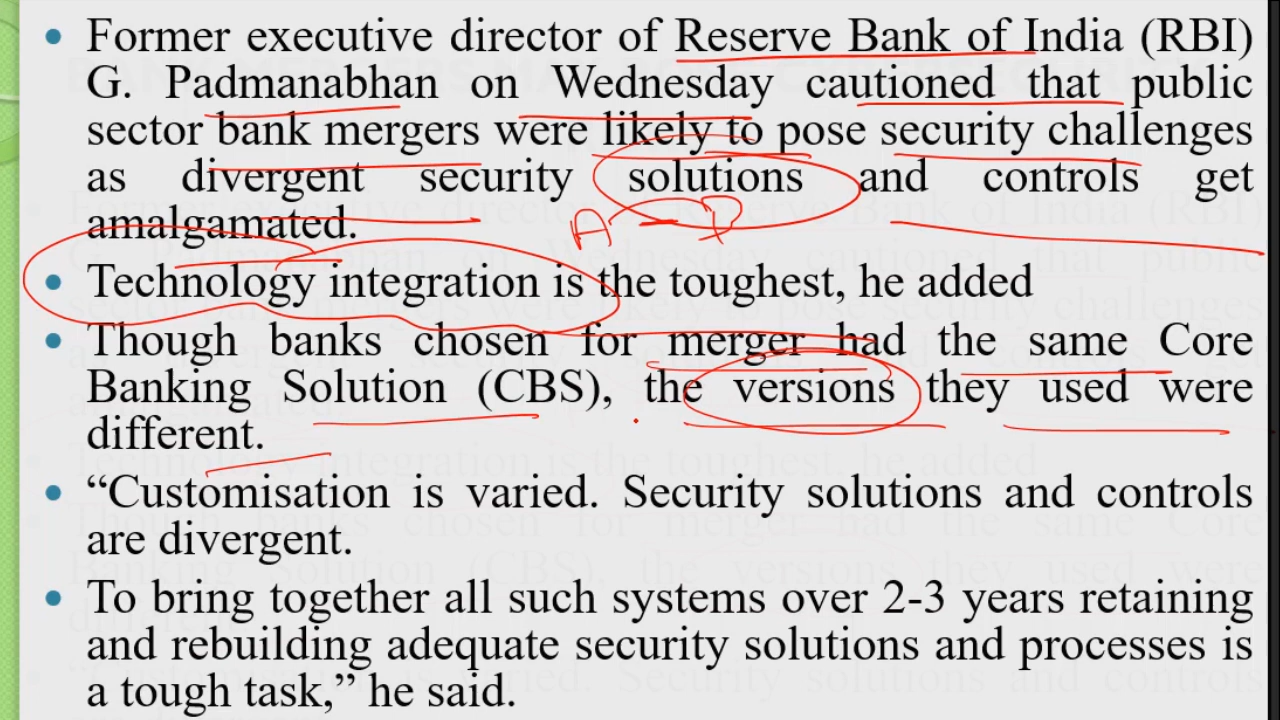 • Former executive director of Reserve Bank of India (RBI)
G. Padmanabhan on Wednesday cautioned that public
sector bank mergers were likely to pose security challenges
as divergent security solutions and controls get
amalgamated.
A P
• Technology integration is the toughest, he added
• Though banks chosen for merger had the same Core
Banking Solution (CBS), the versions they used were
different.
• “Customisation is varied. Security solutions and controls
are divergent.
• To bring together all such systems over 2-3 years retaining
and rebuilding adequate security solutions and processes is
a tough task,” he said.